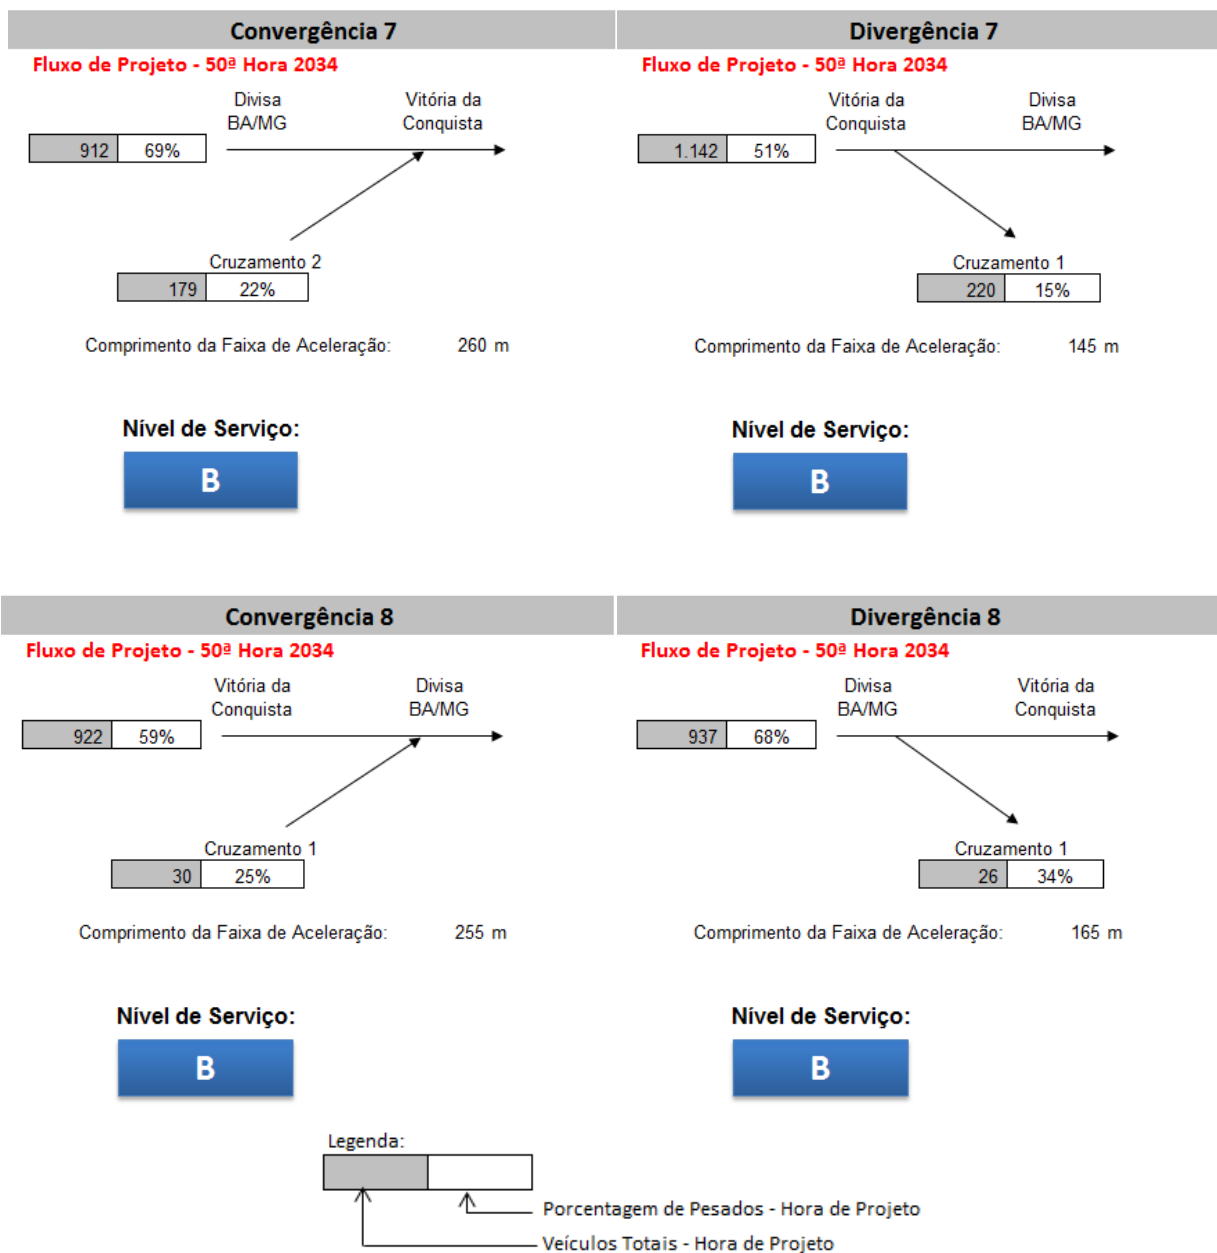 Convergência 7
Fluxo de Projeto - 50ª Hora 2034
Divisa
BA/MG
Vitória da
Conquista
912 69%
Cruzamento 2
179 22%
Comprimento da Faixa de Aceleração: 260 m
Nível de Serviço:
B
Divergência 7
Fluxo de Projeto - 50ª Hora 2034
Vitória da
Conquista
Divisa
BA/MG
1.142 51%
Cruzamento 1
220 15%
Comprimento da Faixa de Aceleração: 145 m
Nível de Serviço:
B
Convergência 8
Fluxo de Projeto - 50ª Hora 2034
Vitória da
Conquista
Divisa
BA/MG
922 59%
Cruzamento 1
30 25%
Comprimento da Faixa de Aceleração: 255 m
Nível de Serviço:
B
Divergência 8
Fluxo de Projeto - 50ª Hora 2034
Divisa
BA/MG
Vitória da
Conquista
937 68%
Cruzamento 1
26 34%
Comprimento da Faixa de Aceleração: 165 m
Nível de Serviço:
B
Legenda:
Porcentagem de Pesados - Hora de Projeto
Veículos Totais - Hora de Projeto